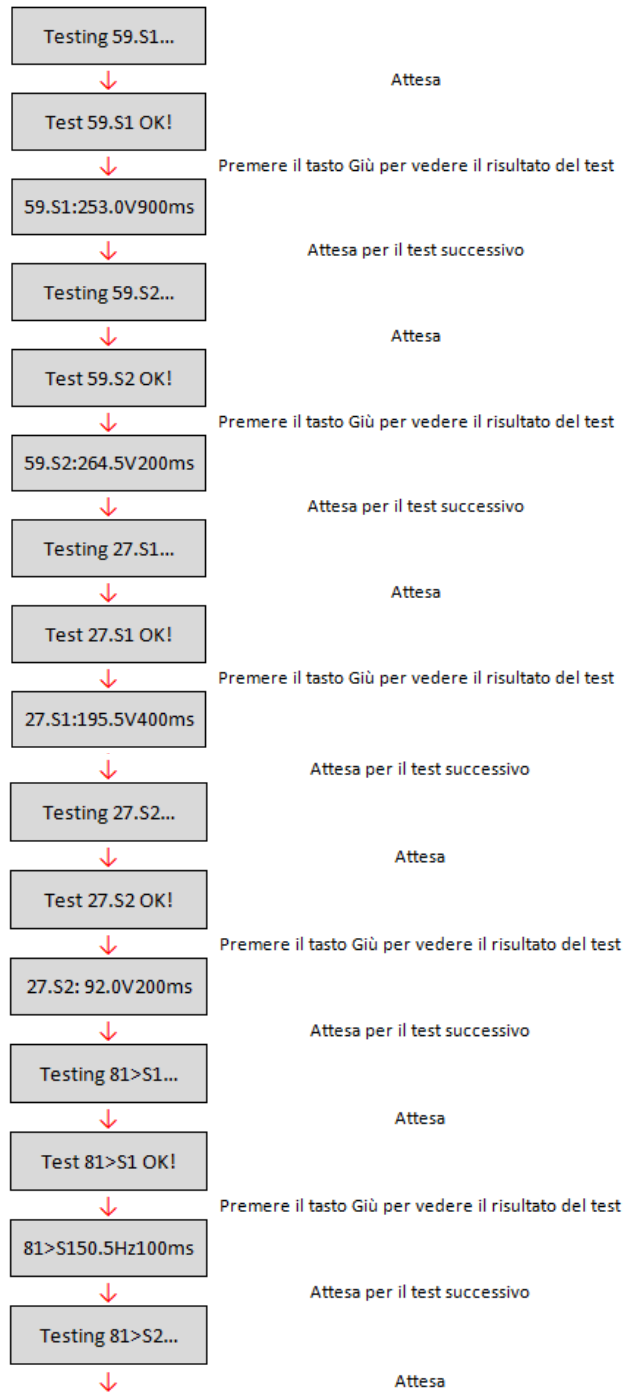 Testing 59.S1...
Attesa
Test 59.S1 OK!
Premere il tasto Giù per vedere il risultato del test
59.S1:253.0V900ms
Attesa per il test successivo
Testing 59.S2...
Attesa
Test 59.S2 OK!
Premere il tasto Giù per vedere il risultato del test
59.S2:264.5V200ms
Attesa per il test successivo
Testing 27.S1...
Attesa
Test 27.S1 OK!
Premere il tasto Giù per vedere il risultato del test
27.S1:195.5V400ms
Attesa per il test successivo
Testing 27.S2...
Attesa
Test 27.S2 OK!
Premere il tasto Giù per vedere il risultato del test
27.S2: 92.0V200ms
Attesa per il test successivo
Testing 81>S1...
Attesa
Test 81>S1 OK!
Premere il tasto Giù per vedere il risultato del test
81>S150.5Hz100ms
Attesa per il test successivo
Testing 81>S2...
Attesa